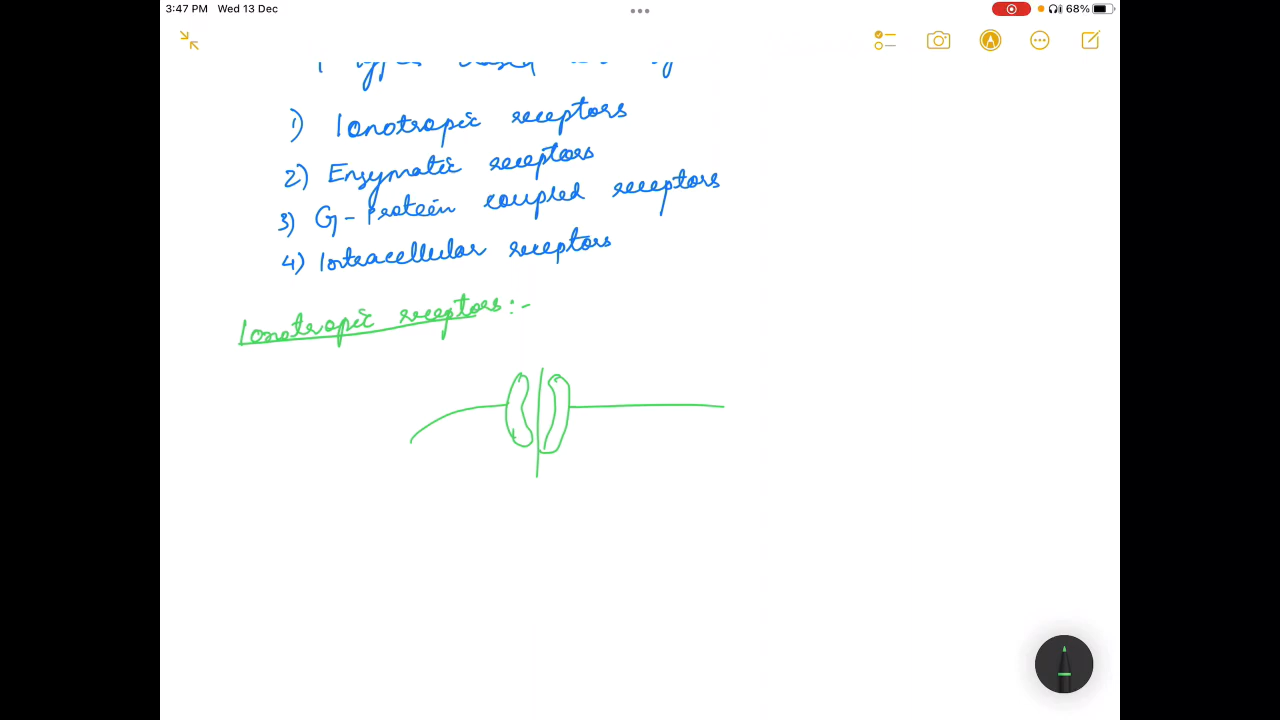 3:47 PM Wed 13 Dec
68%
1) Ionotropic receptors
2) Enzymatic receptors
3) G-Protein coupled receptors
4) Intracellular receptors
Ionotropic receptors:-